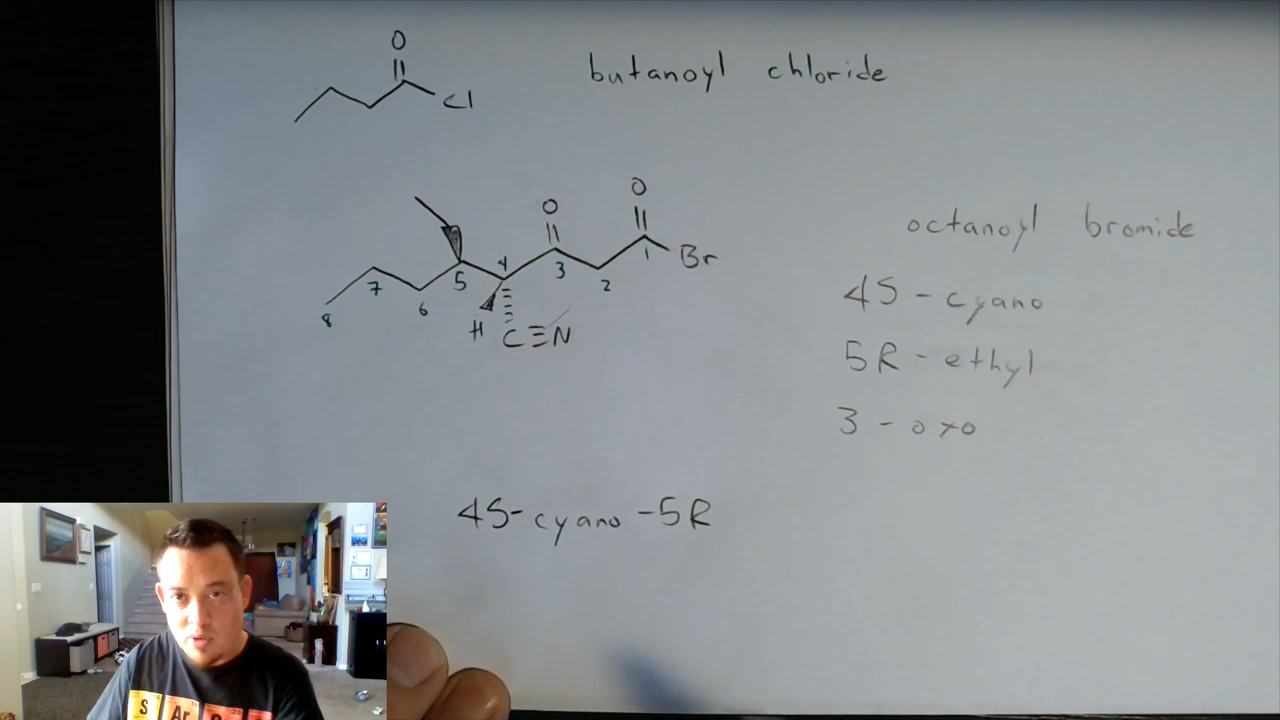 O
Cl
butanoyl chloride
O
O
1
Br
2
3
4
5
6
7
8
H
C≡N
octanoyl bromide
4S - cyano
5R - ethyl
3 - oxo
4S- cyano -5R
S Ar